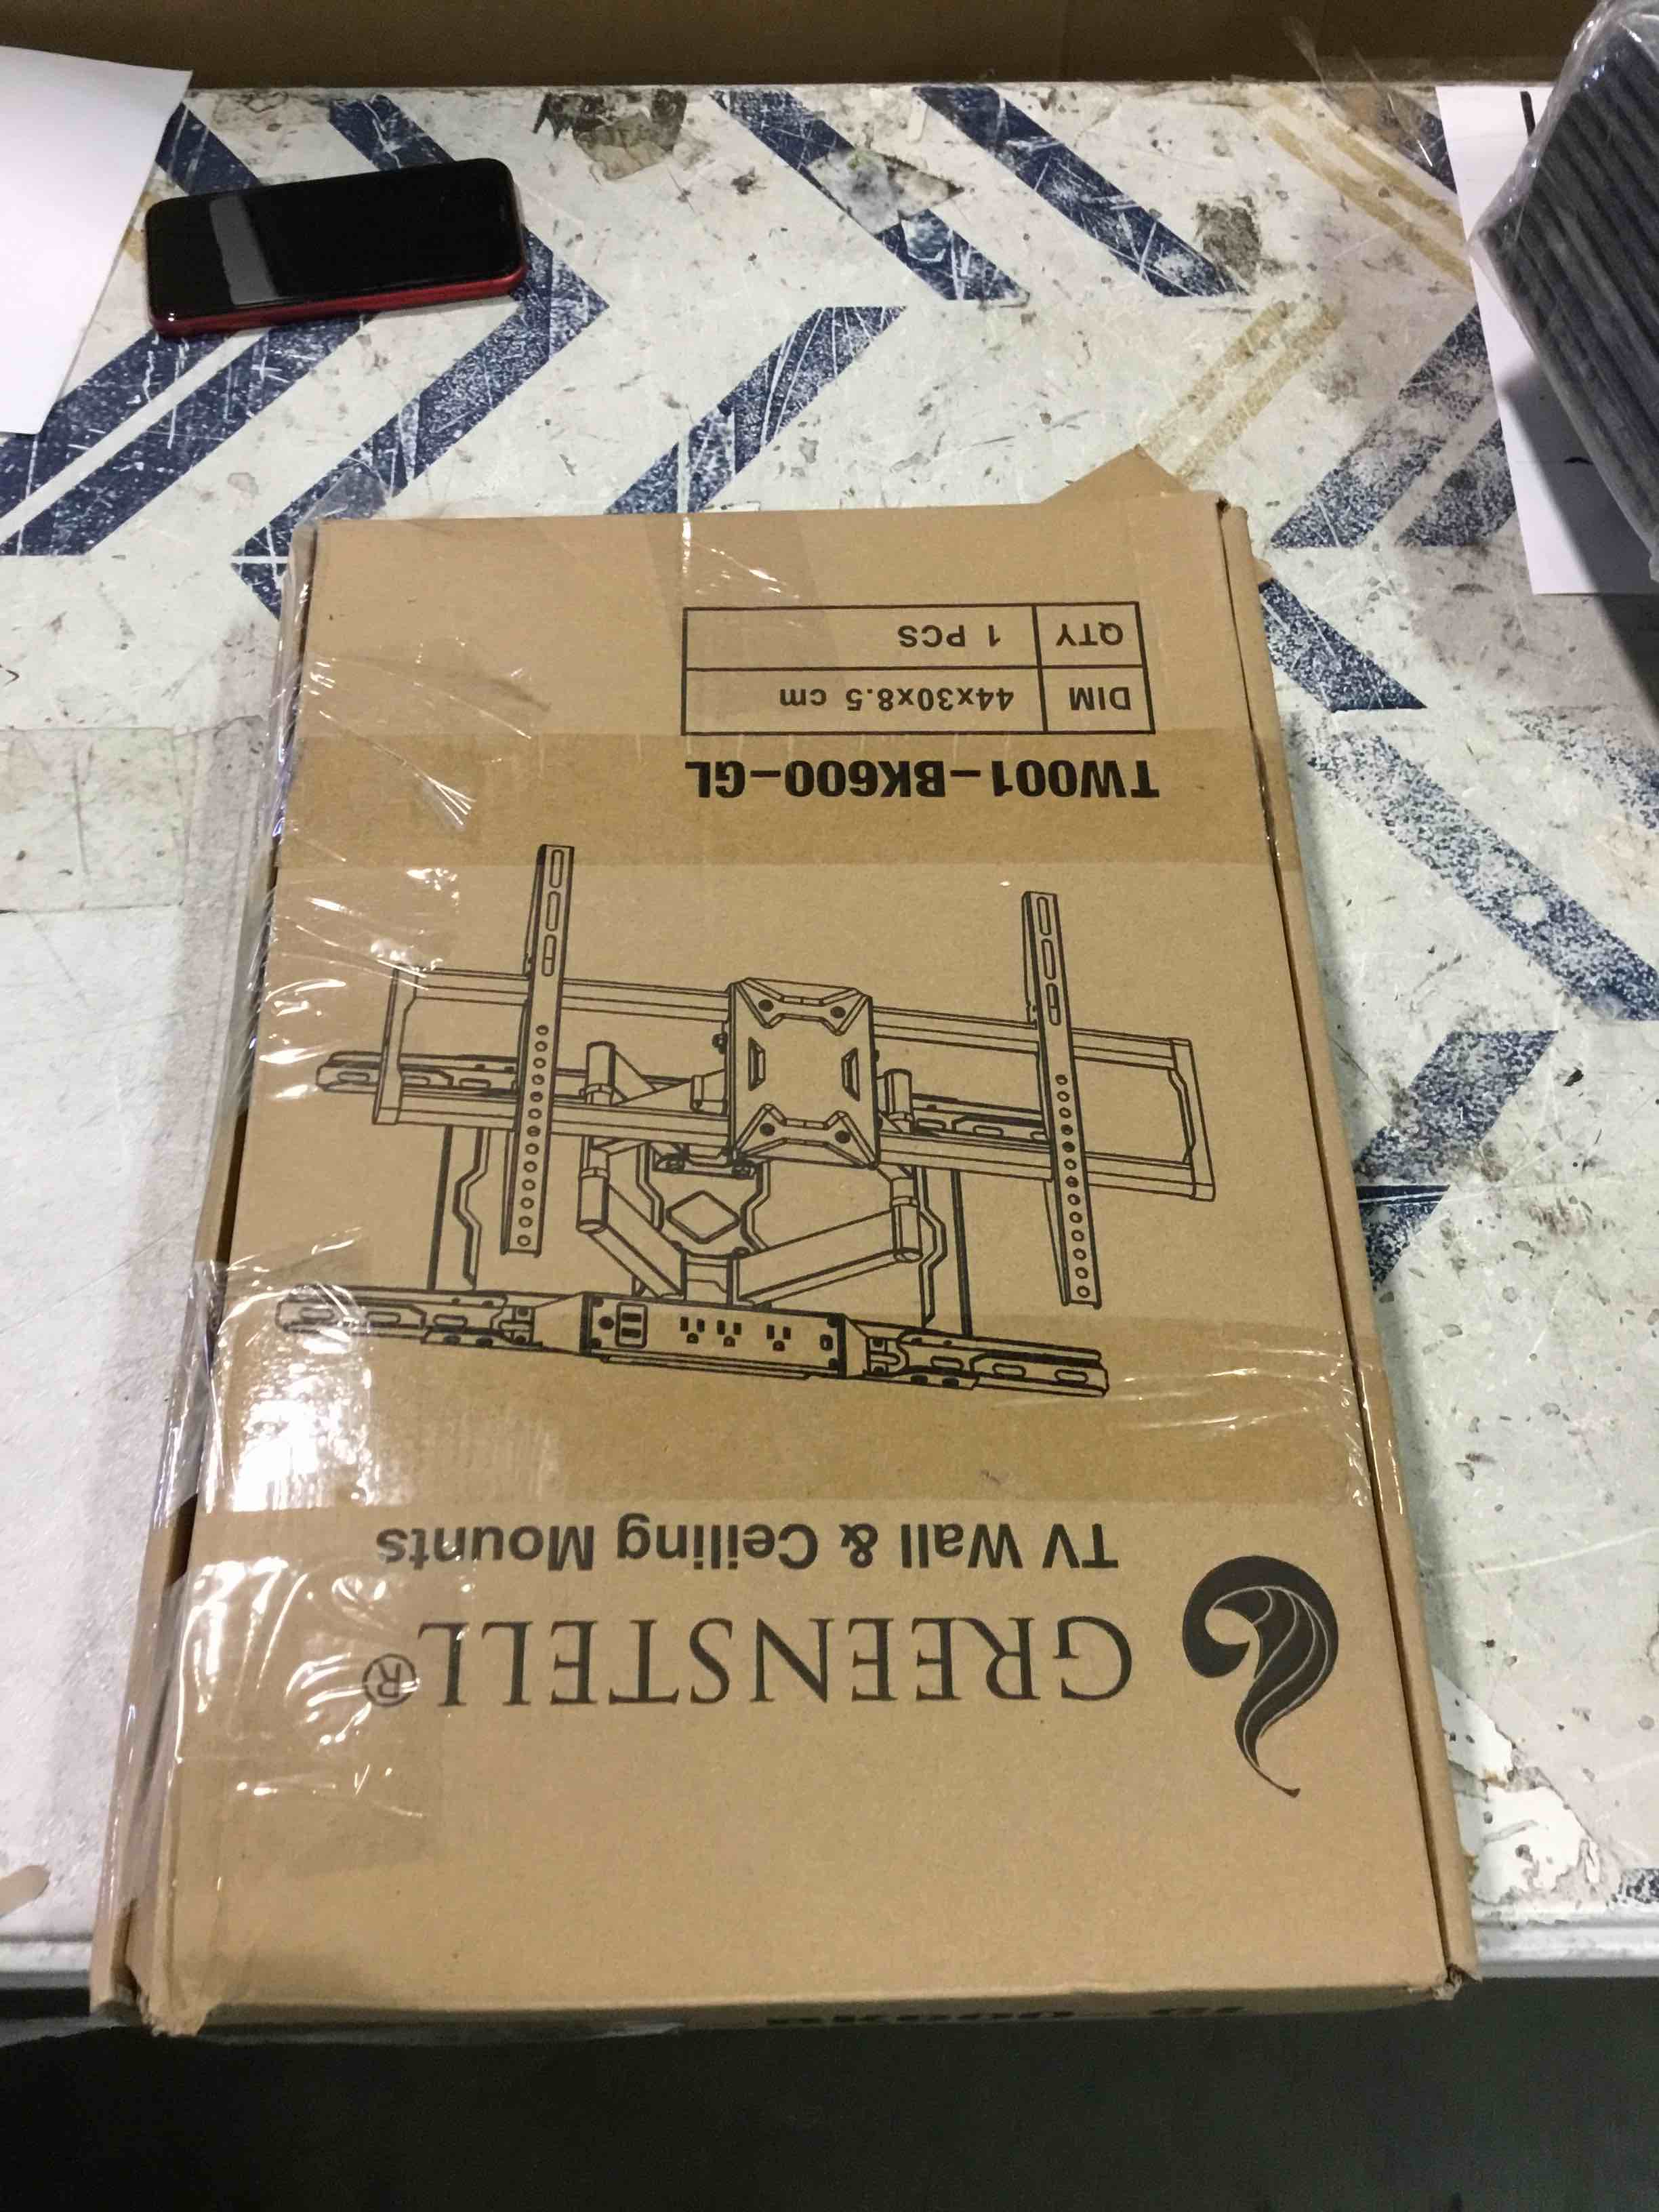 GREENSTELL®
TV Wall & Ceiling Mounts
TW001-BK600-GL
DIM 44x30x8.5 cm
QTY 1 PCS